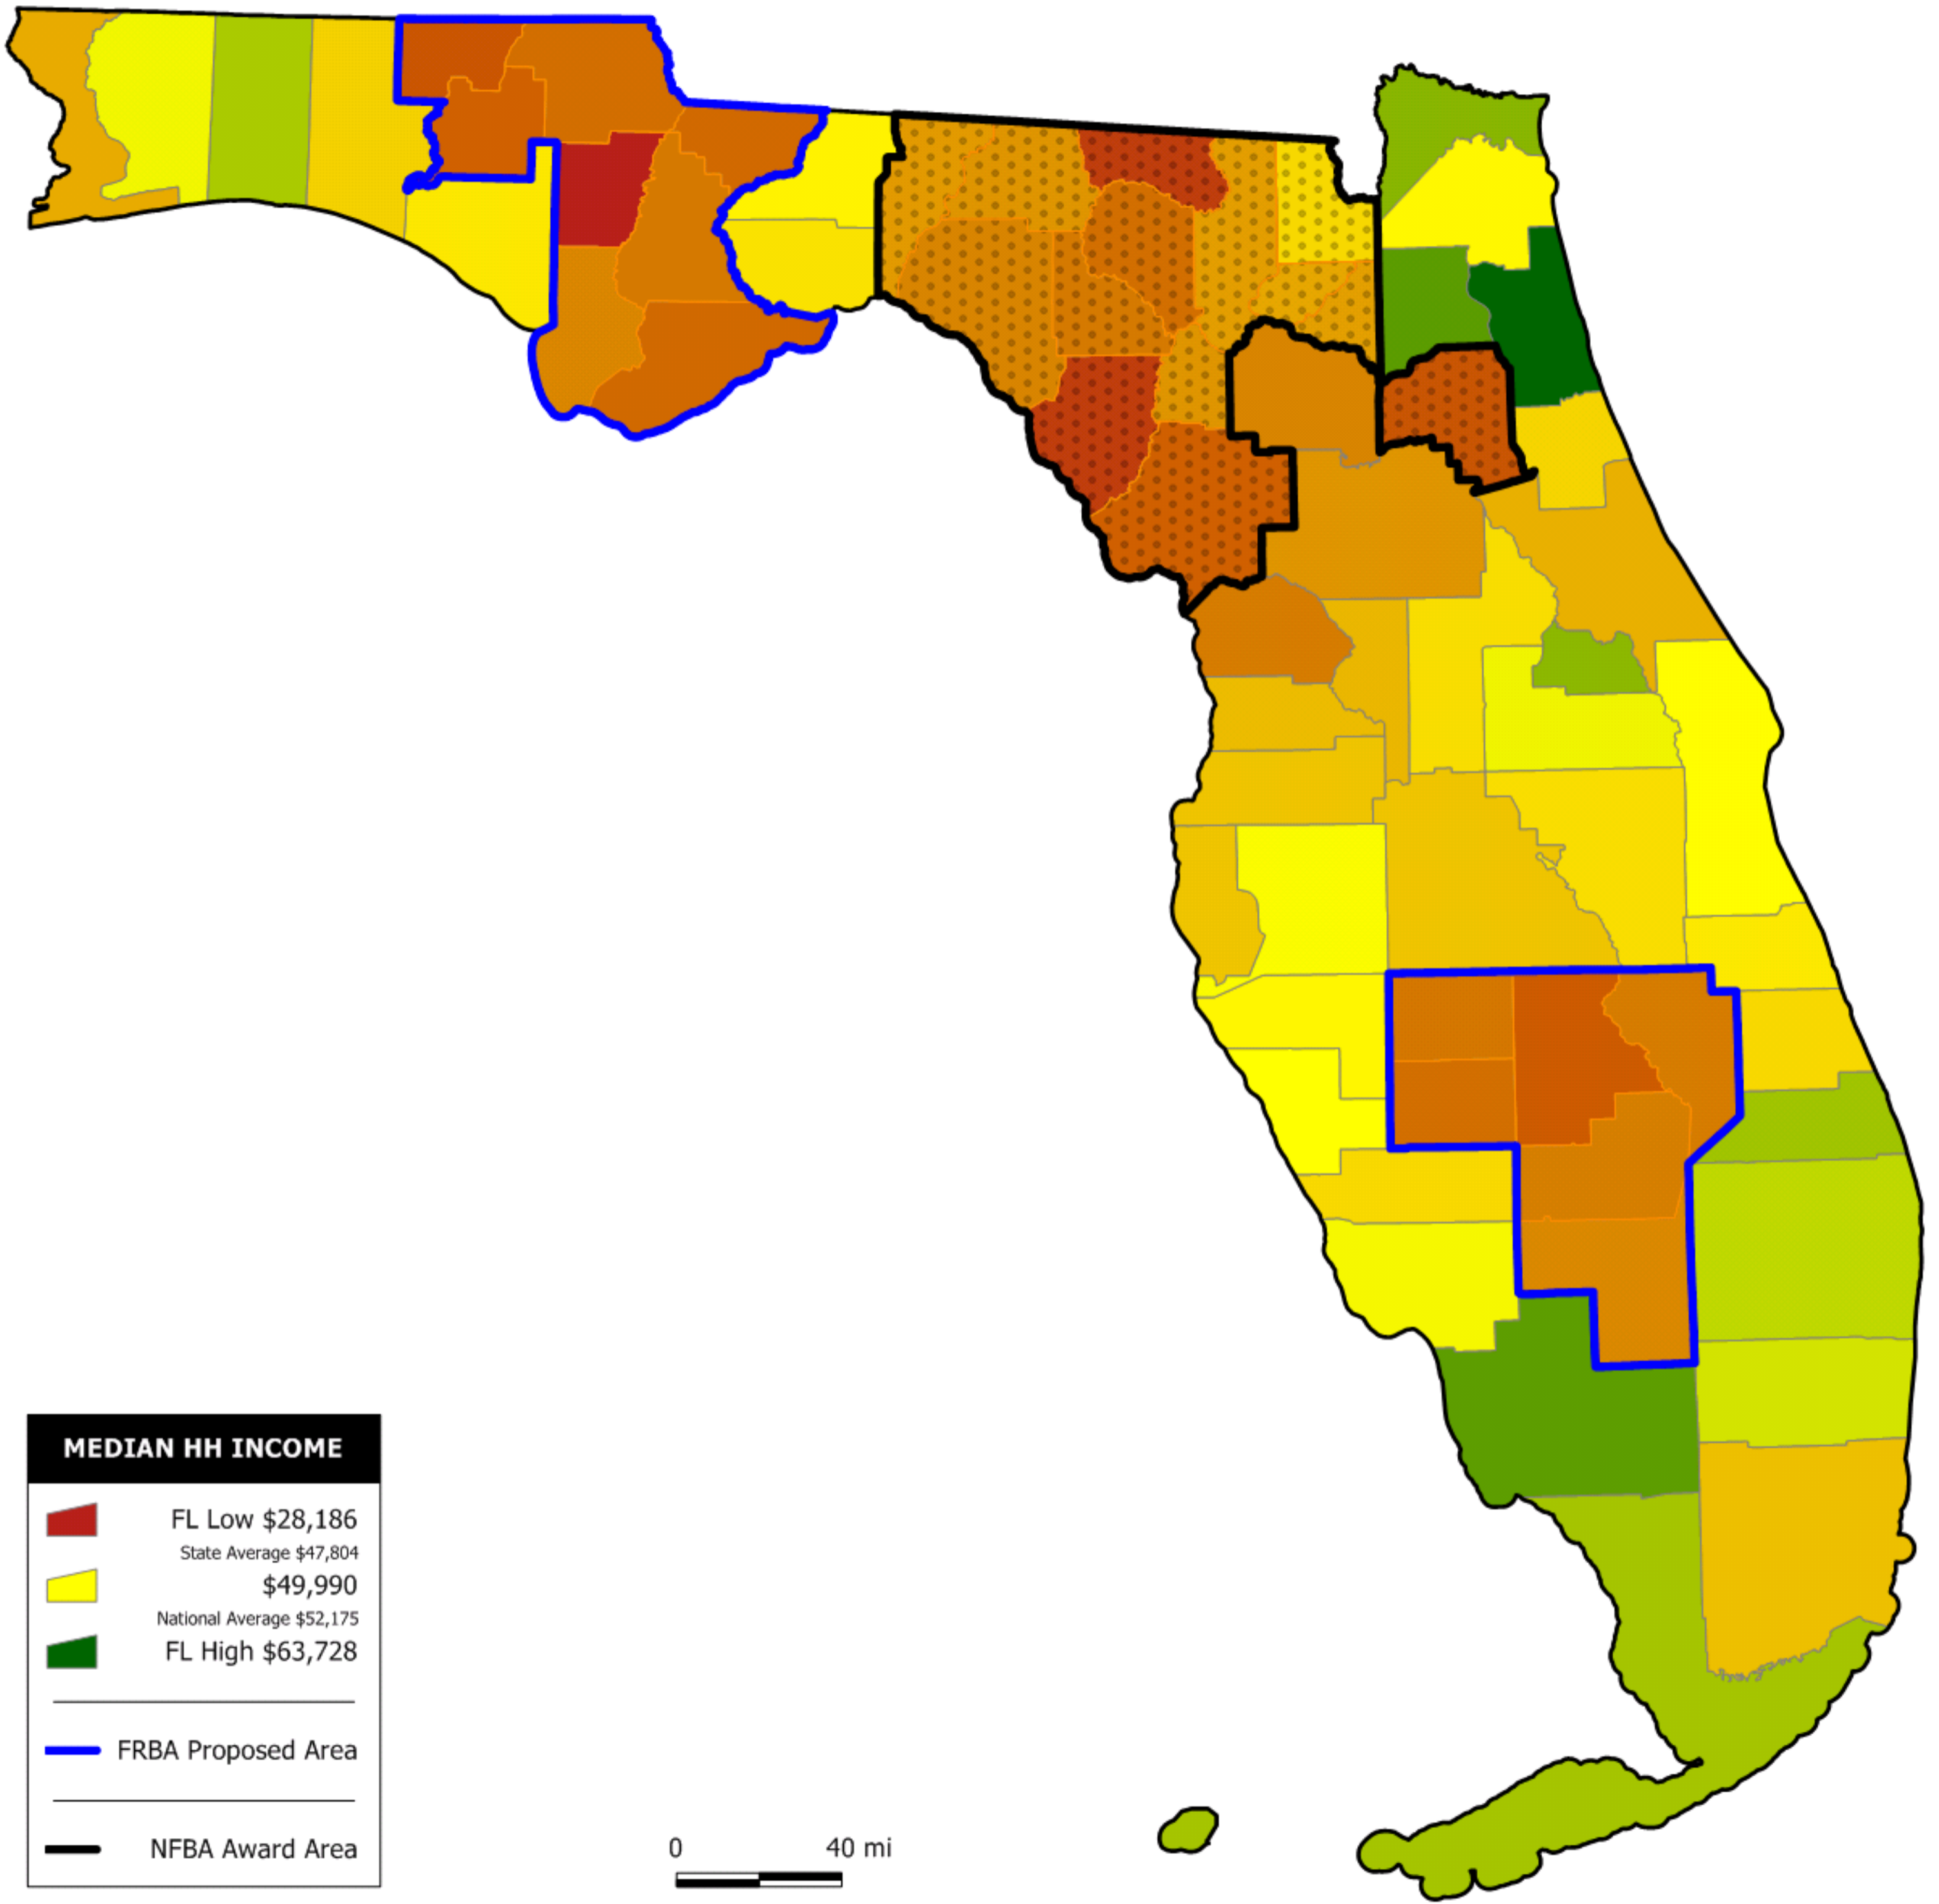 MEDIAN HH INCOME
FL Low $28,186
State Average $47,804
$49,990
National Average $52,175
FL High $63,728
FRBA Proposed Area
NFBA Award Area
0 40 mi